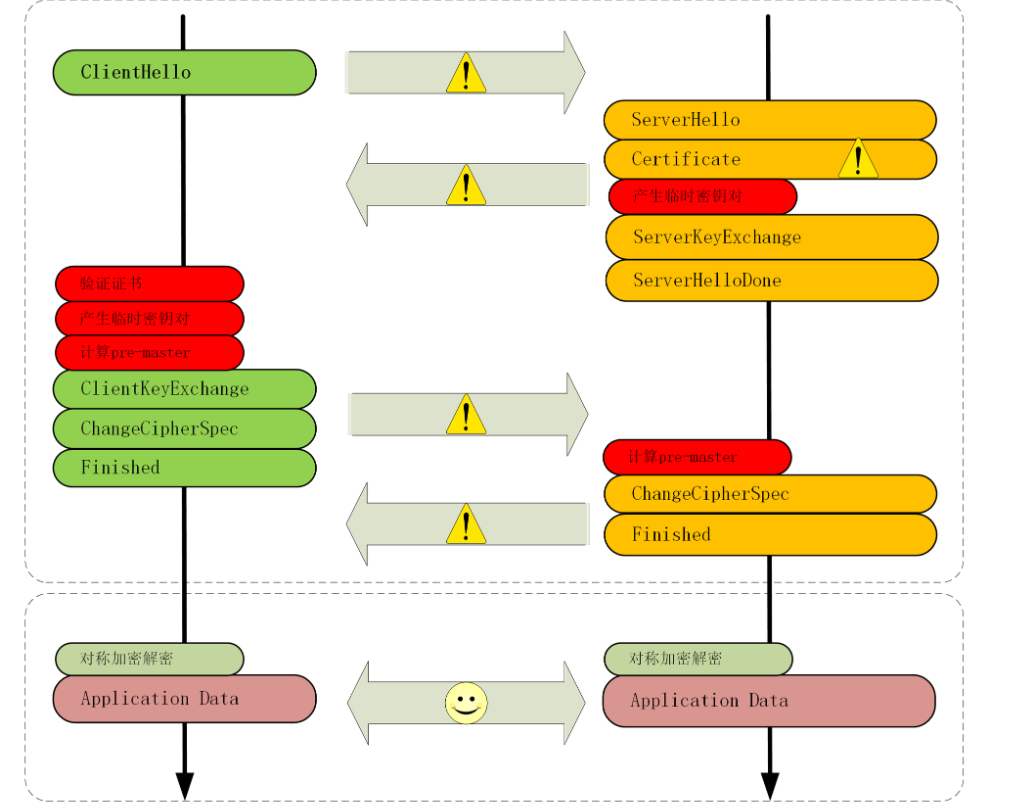 ClientHello
ServerHello
Certificate
产生临时密钥对
ServerKeyExchange
ServerHelloDone
验证证书
产生临时密钥对
计算pre-master
ClientKeyExchange
ChangeCipherSpec
Finished
计算pre-master
ChangeCipherSpec
Finished
对称加密解密
Application Data
对称加密解密
Application Data